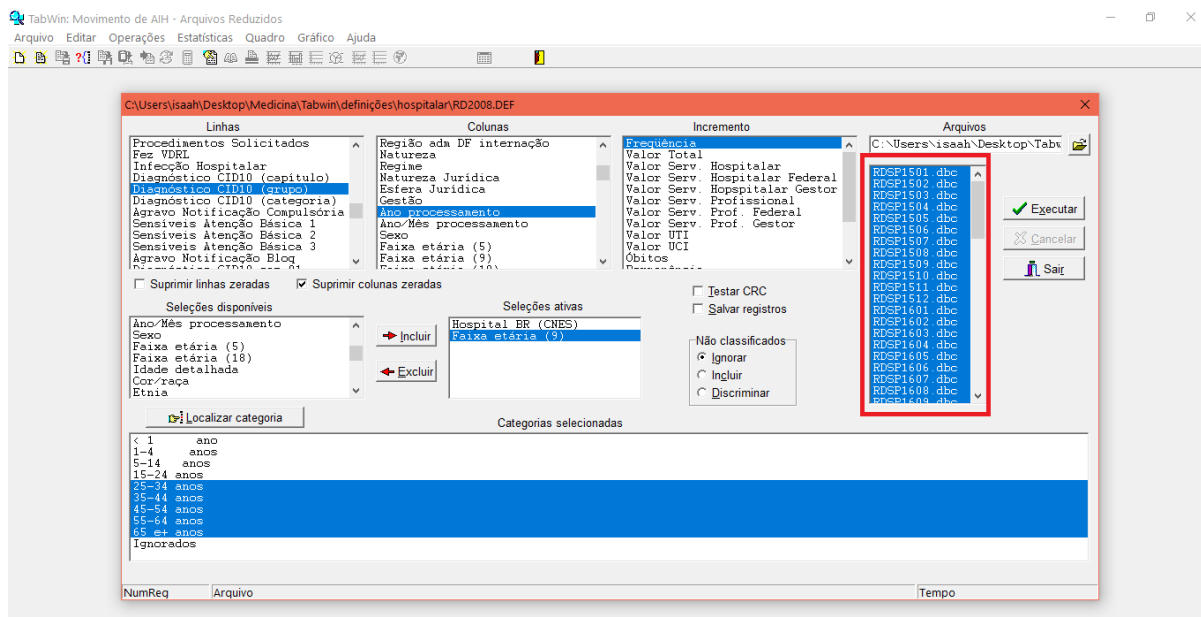 TabWin: Movimento de AIH - Arquivos Reduzidos
Arquivo Editar Operações Estatísticas Quadro Gráfico Ajuda
C:\Users\isaah\Desktop\Medicina\Tabwin\definições\hospitalar\RD2008.DEF
Linhas
Procedimentos Solicitados
Fez VDRL
Infecção Hospitalar
Diagnóstico CID10 (capítulo)
Diagnóstico CID10 (grupo)
Diagnóstico CID10 (categoria)
Agravo Notificação Compulsória
Sensíveis Atenção Básica 1
Sensíveis Atenção Básica 2
Sensíveis Atenção Básica 3
Agravo Notificação Bloq
Colunas
Região adm DF internação
Natureza
Regime
Natureza Jurídica
Esfera Jurídica
Gestão
Ano processamento
Ano/Mês processamento
Sexo
Faixa etária (5)
Faixa etária (9)
Incremento
Freqüência
Valor Total
Valor Serv. Hospitalar
Valor Serv. Hospitalar Federal
Valor Serv. Hopspitalar Gestor
Valor Serv. Profissional
Valor Serv. Prof. Federal
Valor Serv. Prof. Gestor
Valor UTI
Valor UCI
Óbitos
Arquivos
C:\Users\isaah\Desktop\Tabw
RDSP1501.dbc
RDSP1502.dbc
RDSP1503.dbc
RDSP1504.dbc
RDSP1505.dbc
RDSP1506.dbc
RDSP1507.dbc
RDSP1508.dbc
RDSP1509.dbc
RDSP1510.dbc
RDSP1511.dbc
RDSP1512.dbc
RDSP1601.dbc
RDSP1602.dbc
RDSP1603.dbc
RDSP1604.dbc
RDSP1605.dbc
RDSP1606.dbc
RDSP1607.dbc
RDSP1608.dbc
RDSP1609.dbc
Executar
Cancelar
Sair
Suprimir linhas zeradas
Suprimir colunas zeradas
Testar CRC
Salvar registros
Seleções disponíveis
Ano/Mês processamento
Sexo
Faixa etária (5)
Faixa etária (18)
Idade detalhada
Cor/raça
Etnia
Incluir
Excluir
Seleções ativas
Hospital BR (CNES)
Faixa etária (9)
Não classificados
Ignorar
Incluir
Discriminar
Localizar categoria
Categorias selecionadas
< 1 ano
1-4 anos
5-14 anos
15-24 anos
25-34 anos
35-44 anos
45-54 anos
55-64 anos
65 e+ anos
Ignorados
NumReq Arquivo Tempo